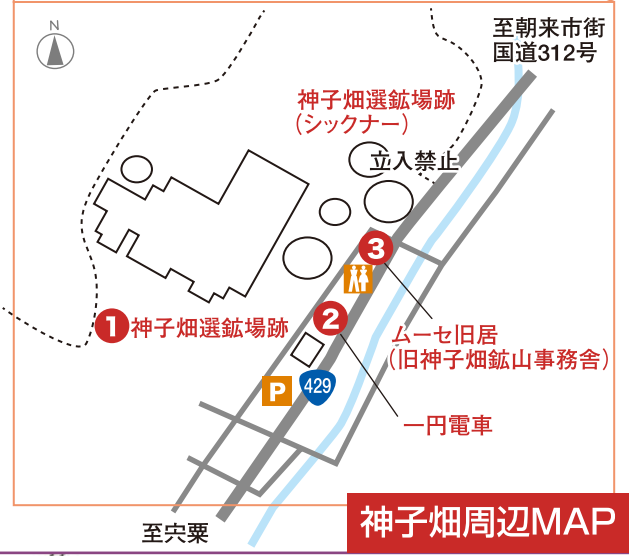 N
至朝来市街
国道312号
神子畑選鉱場跡
（シックナー）
立入禁止
3
1 神子畑選鉱場跡
2
ムーセ旧居
（旧神子畑鉱山事務舎）
P
429
一円電車
至宍粟
神子畑周辺MAP